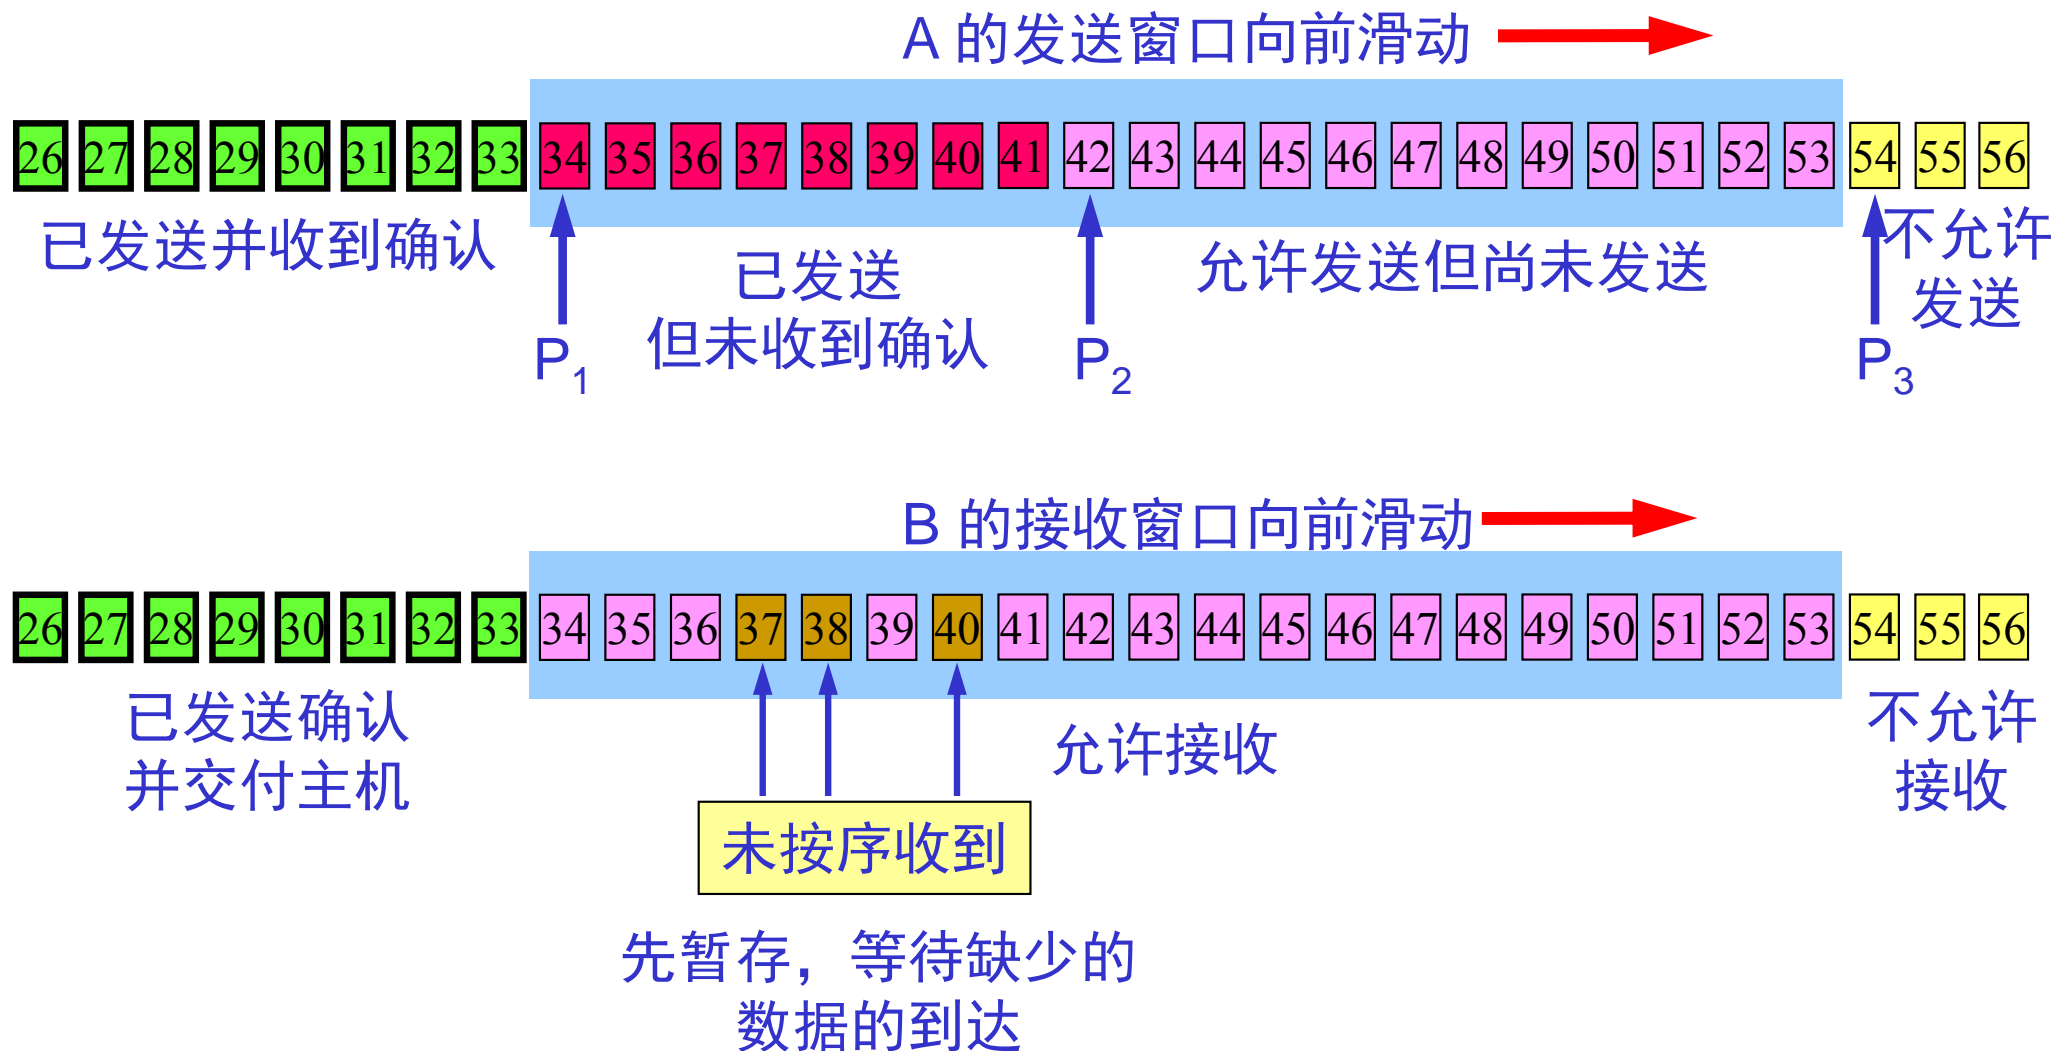 A 的发送窗口向前滑动
26 27 28 29 30 31 32 33 34 35 36 37 38 39 40 41 42 43 44 45 46 47 48 49 50 51 52 53 54 55 56
已发送并收到确认
已发送
但未收到确认
允许发送但尚未发送
不允许
发送
P1
P2
P3
B 的接收窗口向前滑动
26 27 28 29 30 31 32 33 34 35 36 37 38 39 40 41 42 43 44 45 46 47 48 49 50 51 52 53 54 55 56
已发送确认
并交付主机
允许接收
不允许
接收
未按序收到
先暂存，等待缺少的
数据的到达